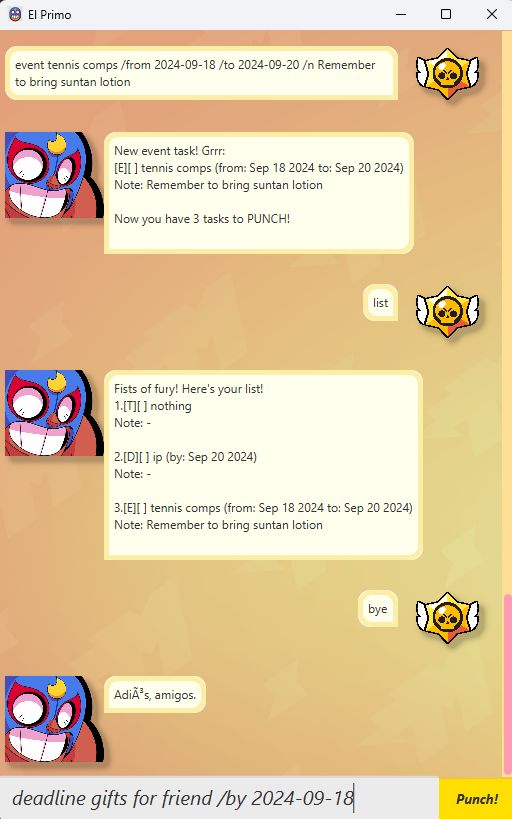 El Primo
event tennis comps /from 2024-09-18 /to 2024-09-20 /n Remember
to bring suntan lotion
New event task! Grrr:
[E][ ] tennis comps (from: Sep 18 2024 to: Sep 20 2024)
Note: Remember to bring suntan lotion
Now you have 3 tasks to PUNCH!
list
Fists of fury! Here's your list!
1.[T][ ] nothing
Note: -
2.[D][ ] ip (by: Sep 20 2024)
Note: -
3.[E][ ] tennis comps (from: Sep 18 2024 to: Sep 20 2024)
Note: Remember to bring suntan lotion
bye
AdiÃ³s, amigos.
deadline gifts for friend /by 2024-09-18
Punch!